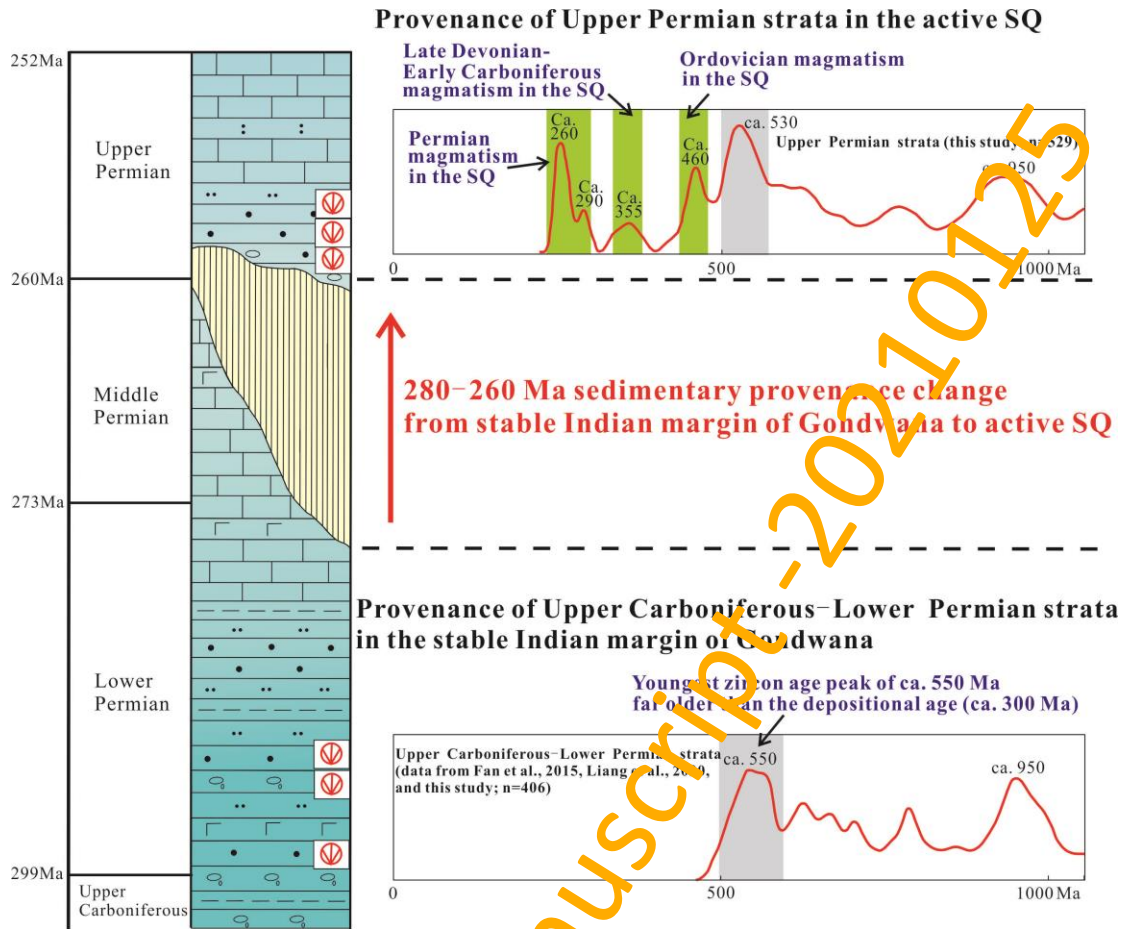 Provenance of Upper Permian strata in the active SQ
252Ma
Upper
Permian
260Ma
Middle
Permian
273Ma
Lower
Permian
299Ma
Upper
Carboniferous
Late Devonian-
Early Carboniferous
magmatism in the SQ
Ordovician magmatism
in the SQ
Permian
magmatism
in the SQ
Ca.
260
Ca.
290
Ca.
355
Ca.
460
ca. 530
Upper Permian strata (this study
950
0
500
1000 Ma
280-260 Ma sedimentary provenance change
from stable Indian margin of Gondwana to active SQ
Provenance of Upper Carboniferous-Lower Permian strata
in the stable Indian margin of Gondwana
Youngest zircon age peak of ca. 550 Ma
far older than the depositional age (ca. 300 Ma)
Upper Carboniferous-Lower Permian strata
(data from Fan et al., 2015, Liang
and this study; n=406)
ca. 550
ca. 950
0
500
1000 Ma
-20210125